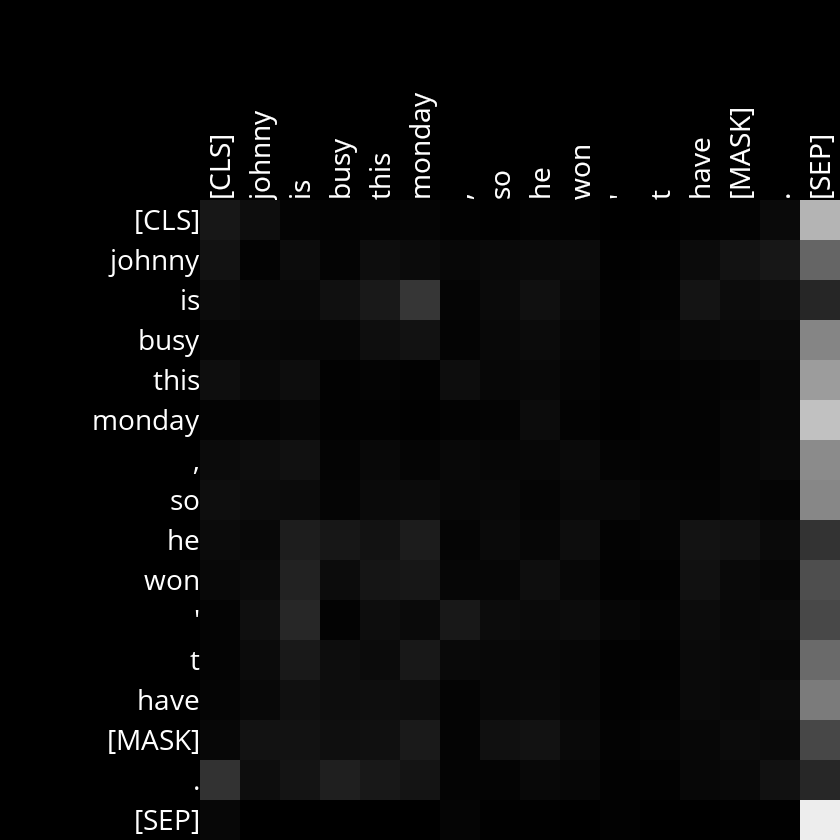 [CLS] johnny is busy this monday , so he won ' t have [MASK] . [SEP]
[CLS]
johnny
is
busy
this
monday
,
so
he
won
'
t
have
[MASK]
.
[SEP]